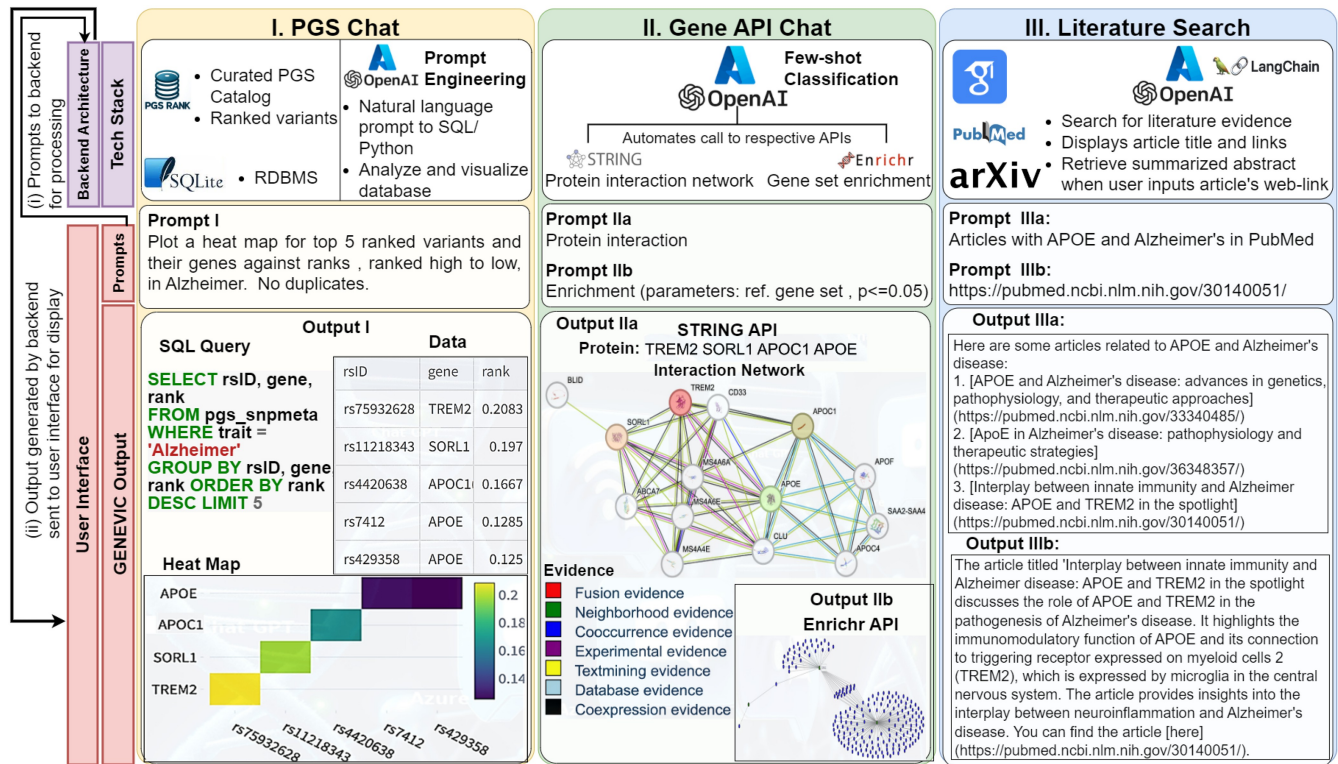 I. PGS Chat
II. Gene API Chat
III. Literature Search
(i) Prompts to backend
for processing
Backend Architecture
Tech Stack
(ii) Output generated by backend
sent to user interface for display
User Interface
Prompts
GENEVIC Output
PGS RANK
• Curated PGS
Catalog
• Ranked variants
SQLite
• RDBMS
OpenAI
Prompt
Engineering
• Natural language
prompt to SQL/
Python
• Analyze and visualize
database
Prompt I
Plot a heat map for top 5 ranked variants and
their genes against ranks , ranked high to low,
in Alzheimer. No duplicates.
Output I
SQL Query
SELECT rsID, gene,
rank
FROM pgs_snpmeta
WHERE trait =
'Alzheimer'
GROUP BY rsID, gene
rank ORDER BY rank
DESC LIMIT 5
Data
rsID gene rank
rs75932628 TREM2 0.2083
rs11218343 SORL1 0.197
rs4420638 APOC1 0.1667
rs7412 APOE 0.1285
rs429358 APOE 0.125
Heat Map
APOE
APOC1
SORL1
TREM2
rs75932628
rs11218343
rs4420638
rs7412
rs429358
0.2
0.18
0.16
0.14
Azure
OpenAI
Few-shot
Classification
Automates call to respective APIs
STRING
Protein interaction network
Enrichr
Gene set enrichment
Prompt IIa
Protein interaction
Prompt IIb
Enrichment (parameters: ref. gene set , p<=0.05)
Output IIa
STRING API
Protein: TREM2 SORL1 APOC1 APOE
Interaction Network
BLID
TREM2
CD33
SORL1
APOC1
MS4A6A
APOF
ABCA7
MS4A6E
APOE
SAA2-SAA4
MS4A4E
CLU
APOC4
Evidence
Fusion evidence
Neighborhood evidence
Cooccurrence evidence
Experimental evidence
Textmining evidence
Database evidence
Coexpression evidence
Output IIb
Enrichr API
PubMed
arXiv
OpenAI
LangChain
• Search for literature evidence
• Displays article title and links
• Retrieve summarized abstract
when user inputs article's web-link
Prompt IIIa:
Articles with APOE and Alzheimer's in PubMed
Prompt IIIb:
https://pubmed.ncbi.nlm.nih.gov/30140051/
Output IIIa:
Here are some articles related to APOE and Alzheimer's
disease:
1. [APOE and Alzheimer's disease: advances in genetics,
pathophysiology, and therapeutic approaches]
(https://pubmed.ncbi.nlm.nih.gov/33340485/)
2. [ApoE in Alzheimer's disease: pathophysiology and
therapeutic strategies]
(https://pubmed.ncbi.nlm.nih.gov/36348357/)
3. [Interplay between innate immunity and Alzheimer
disease: APOE and TREM2 in the spotlight]
(https://pubmed.ncbi.nlm.nih.gov/30140051/)
Output IIIb:
The article titled 'Interplay between innate immunity and
Alzheimer disease: APOE and TREM2 in the spotlight
discusses the role of APOE and TREM2 in the
pathogenesis of Alzheimer's disease. It highlights the
immunomodulatory function of APOE and its connection
to triggering receptor expressed on myeloid cells 2
(TREM2), which is expressed by microglia in the central
nervous system. The article provides insights into the
interplay between neuroinflammation and Alzheimer's
disease. You can find the article [here]
(https://pubmed.ncbi.nlm.nih.gov/30140051/).